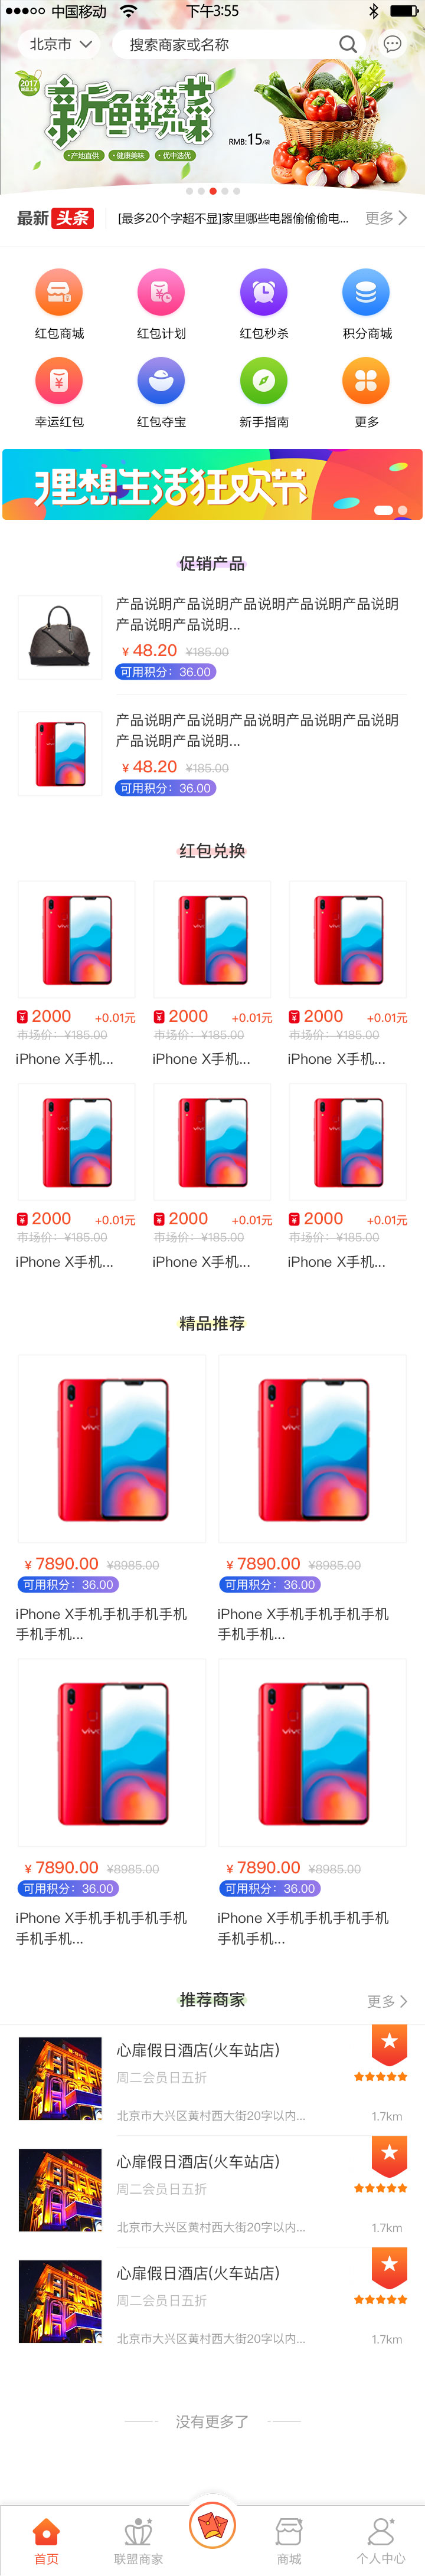 中国移动 下午3:55
北京市 搜索商家或名称
2017
新鲜蔬菜
RMB:15/袋
·产地直供 ·健康美味 ·优中选优
最新 头条 [最多20个字超不显]家里哪些电器偷偷偷电... 更多
红包商城 红包计划 红包秒杀 积分商城
幸运红包 红包夺宝 新手指南 更多
理想生活狂欢节
促销产品
产品说明产品说明产品说明产品说明产品说明
产品说明产品说明...
¥ 48.20 ¥185.00
可用积分：36.00
产品说明产品说明产品说明产品说明产品说明
产品说明产品说明...
¥ 48.20 ¥185.00
可用积分：36.00
红包兑换
¥ 2000 +0.01元 ¥ 2000 +0.01元 ¥ 2000 +0.01元
市场价：¥185.00 市场价：¥185.00 市场价：¥185.00
iPhone X手机... iPhone X手机... iPhone X手机...
¥ 2000 +0.01元 ¥ 2000 +0.01元 ¥ 2000 +0.01元
市场价：¥185.00 市场价：¥185.00 市场价：¥185.00
iPhone X手机... iPhone X手机... iPhone X手机...
精品推荐
vivo vivo
¥ 7890.00 ¥8985.00 ¥ 7890.00 ¥8985.00
可用积分：36.00 可用积分：36.00
iPhone X手机手机手机手机 iPhone X手机手机手机手机
手机手机... 手机手机...
vivo vivo
¥ 7890.00 ¥8985.00 ¥ 7890.00 ¥8985.00
可用积分：36.00 可用积分：36.00
iPhone X手机手机手机手机 iPhone X手机手机手机手机
手机手机... 手机手机...
推荐商家 更多
心扉假日酒店(火车站店)
周二会员日五折
北京市大兴区黄村西大街20字以内... 1.7km
心扉假日酒店(火车站店)
周二会员日五折
北京市大兴区黄村西大街20字以内... 1.7km
心扉假日酒店(火车站店)
周二会员日五折
北京市大兴区黄村西大街20字以内... 1.7km
没有更多了
首页 联盟商家 商城 个人中心